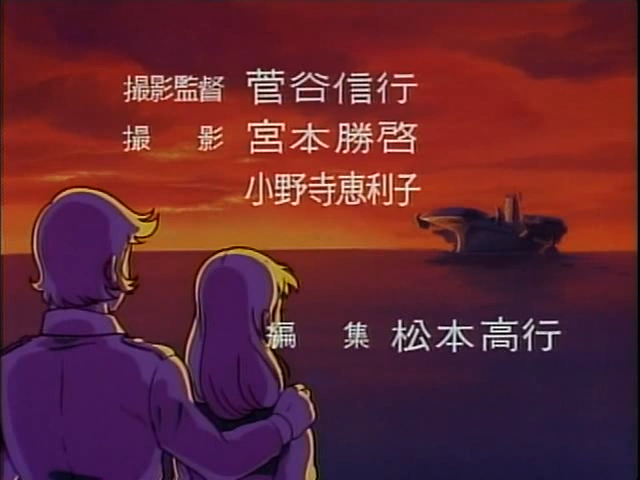 撮影監督 菅谷信行
撮 影 宮本勝啓
小野寺恵利子
編 集 松本高行